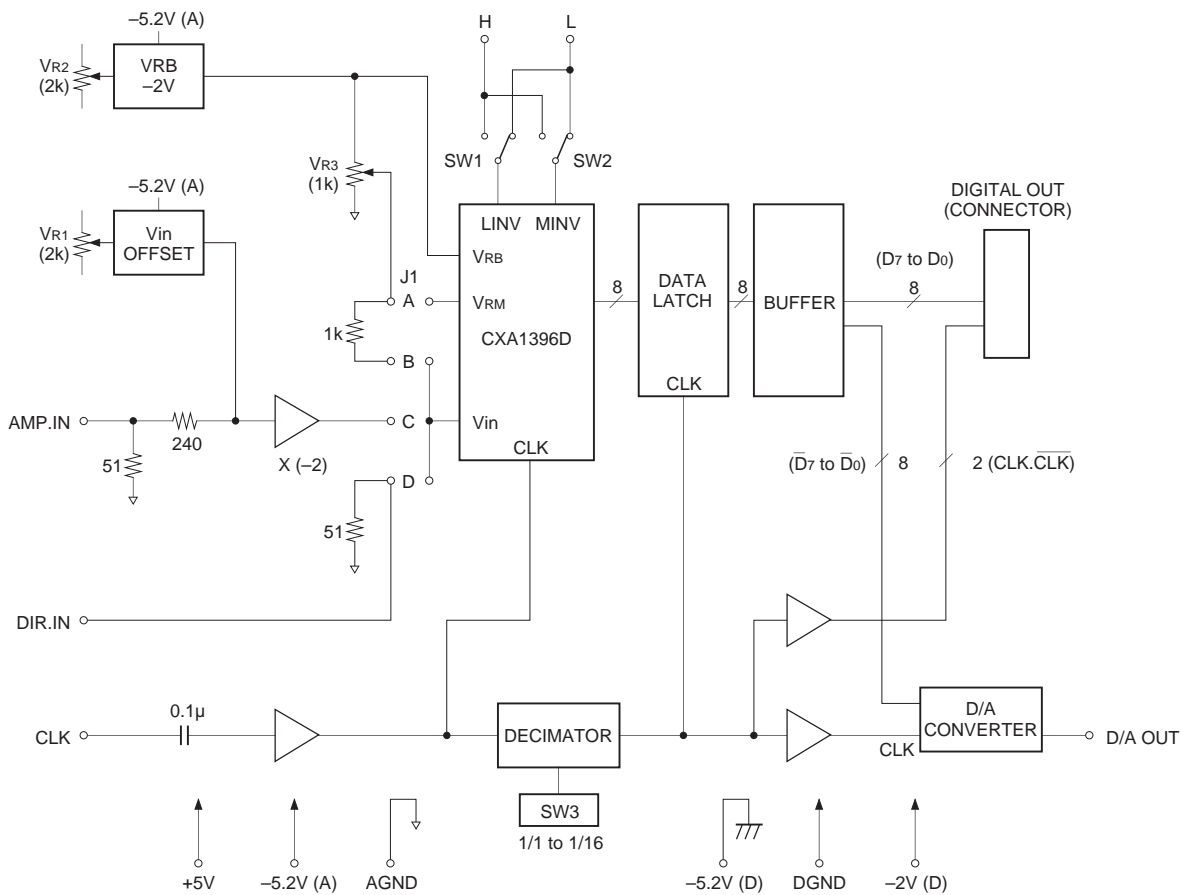 –5.2V (A)
VR2
(2k)
VRB
–2V
H
L
SW1
SW2
VR3
(1k)
–5.2V (A)
VR1
(2k)
Vin
OFFSET
LINV
MINV
VRB
J1
A
VRM
1k
CXA1396D
B
AMP.IN
240
51
X (–2)
C
Vin
CLK
D
51
8
DATA
LATCH
CLK
8
BUFFER
DIGITAL OUT
(CONNECTOR)
(D7 to D0)
8
(D̅7 to D̅0)
8
2 (CLK.C̅L̅K̅)
DIR.IN
CLK
0.1µ
DECIMATOR
SW3
1/1 to 1/16
CLK
D/A
CONVERTER
D/A OUT
+5V
–5.2V (A)
AGND
–5.2V (D)
DGND
–2V (D)